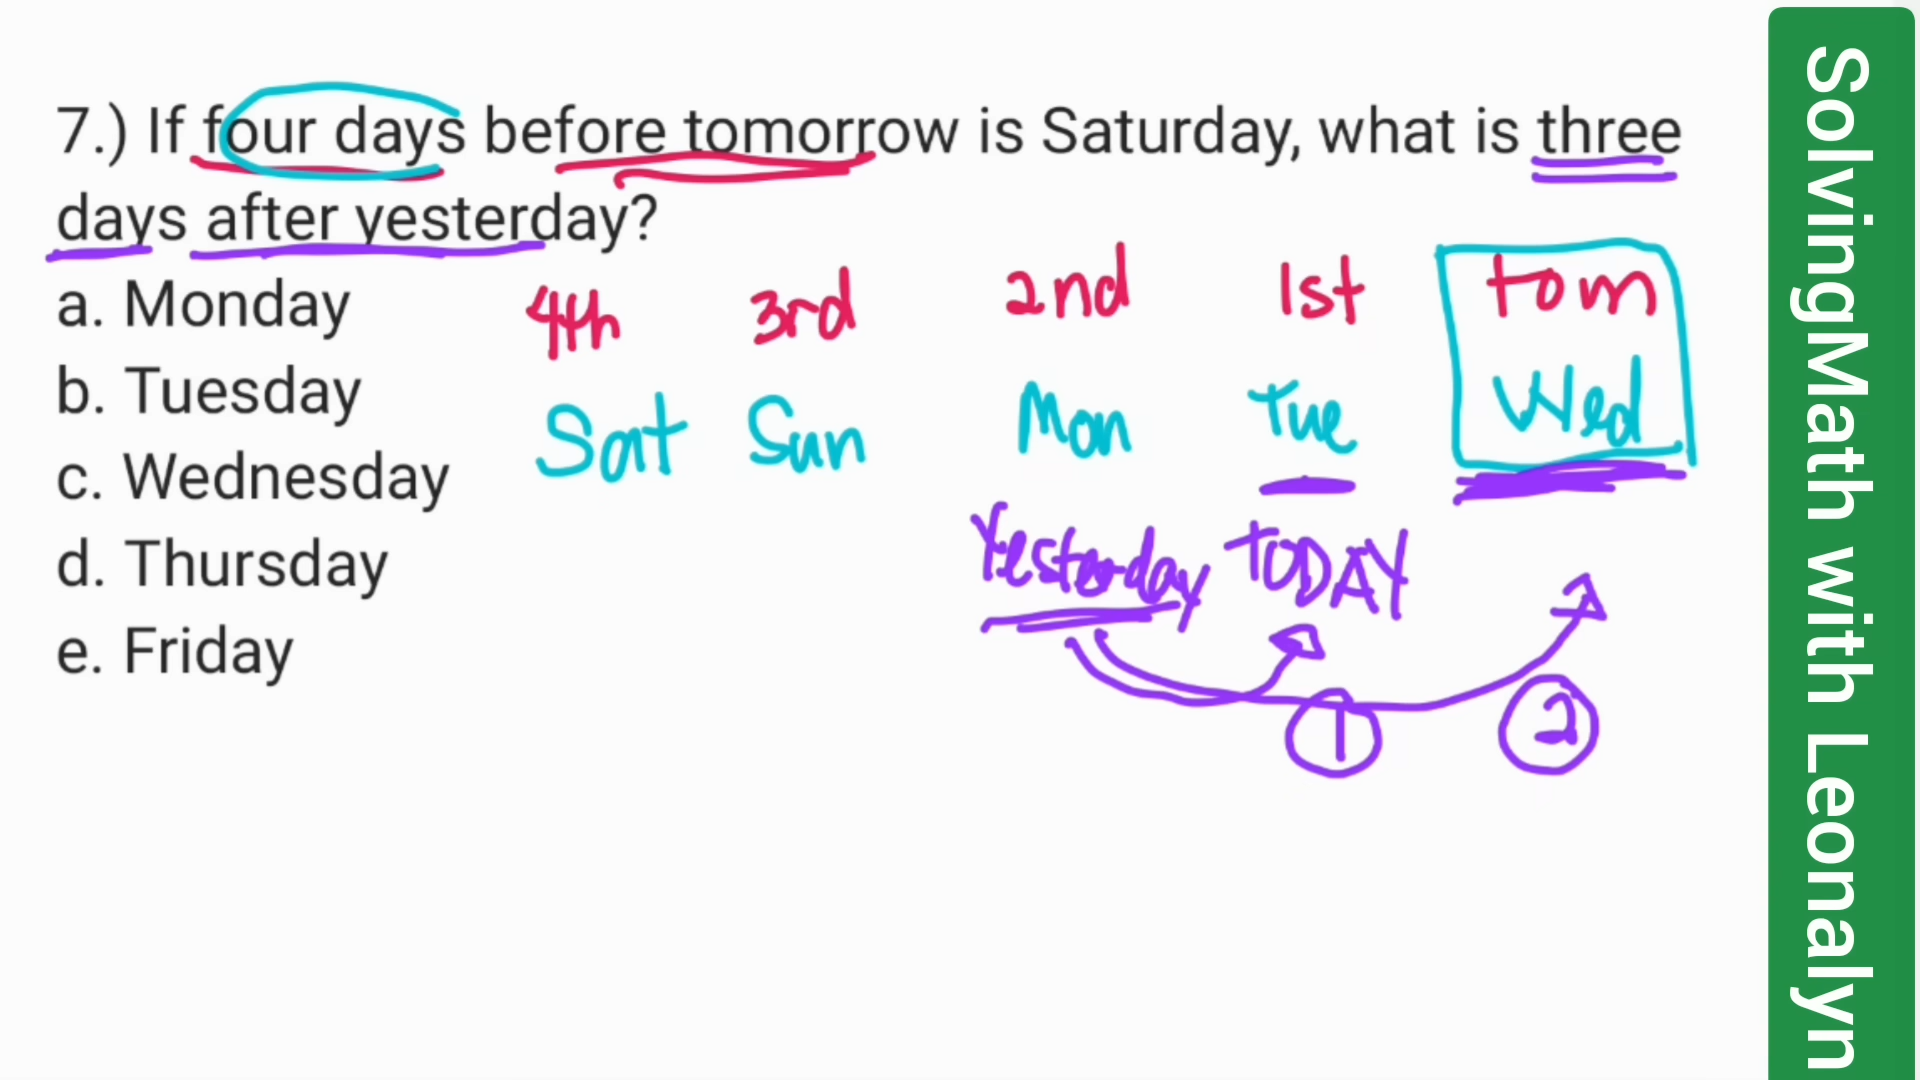 7.) If four days before tomorrow is Saturday, what is three
days after yesterday?
a. Monday
b. Tuesday
c. Wednesday
d. Thursday
e. Friday
4th 3rd 2nd 1st tom
Sat Sun Mon Tue Wed
Yesterday TODAY
1 2
SolvingMath with Leonalyn